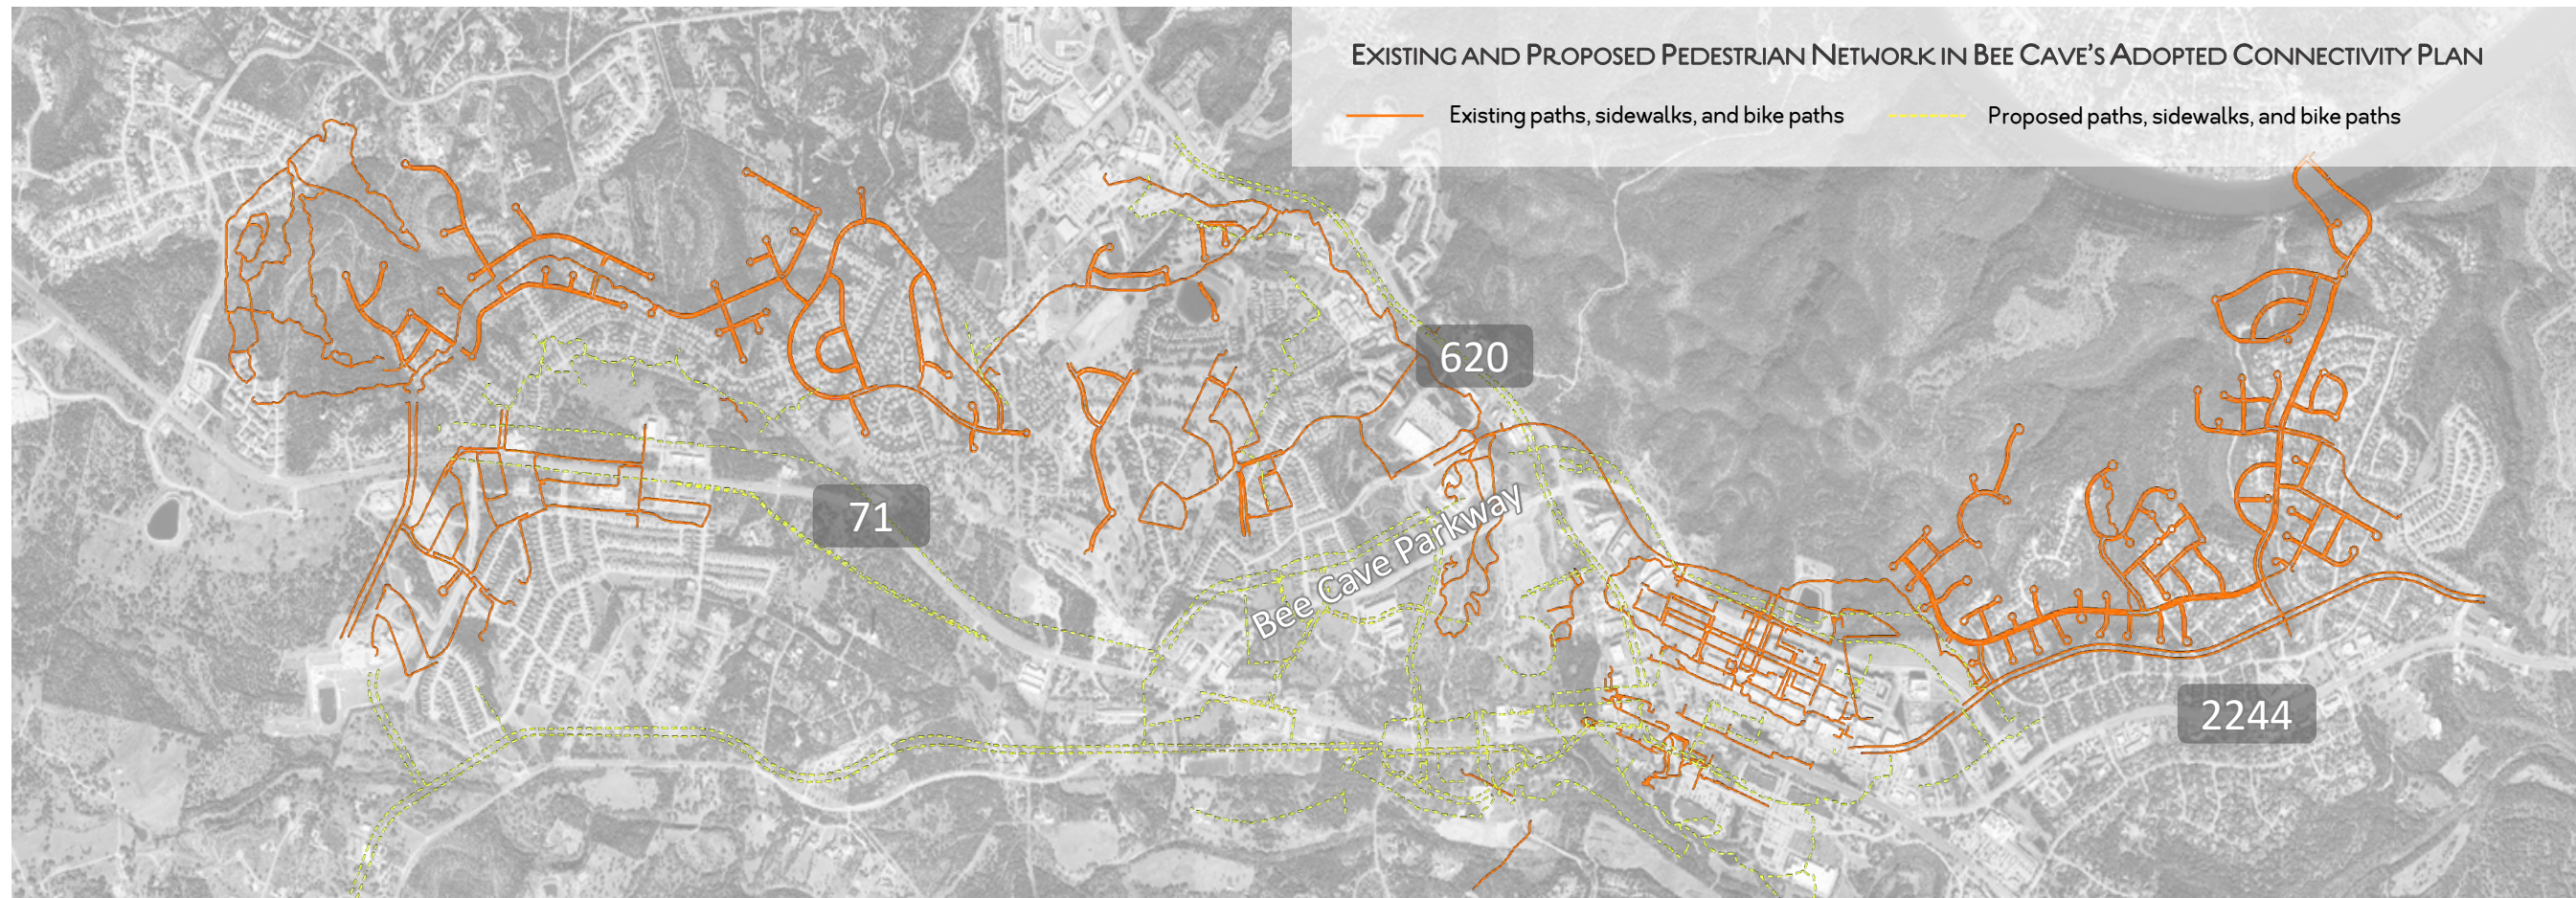 EXISTING AND PROPOSED PEDESTRIAN NETWORK IN BEE CAVE'S ADOPTED CONNECTIVITY PLAN
Existing paths, sidewalks, and bike paths Proposed paths, sidewalks, and bike paths
620
71
Bee Cave Parkway
2244